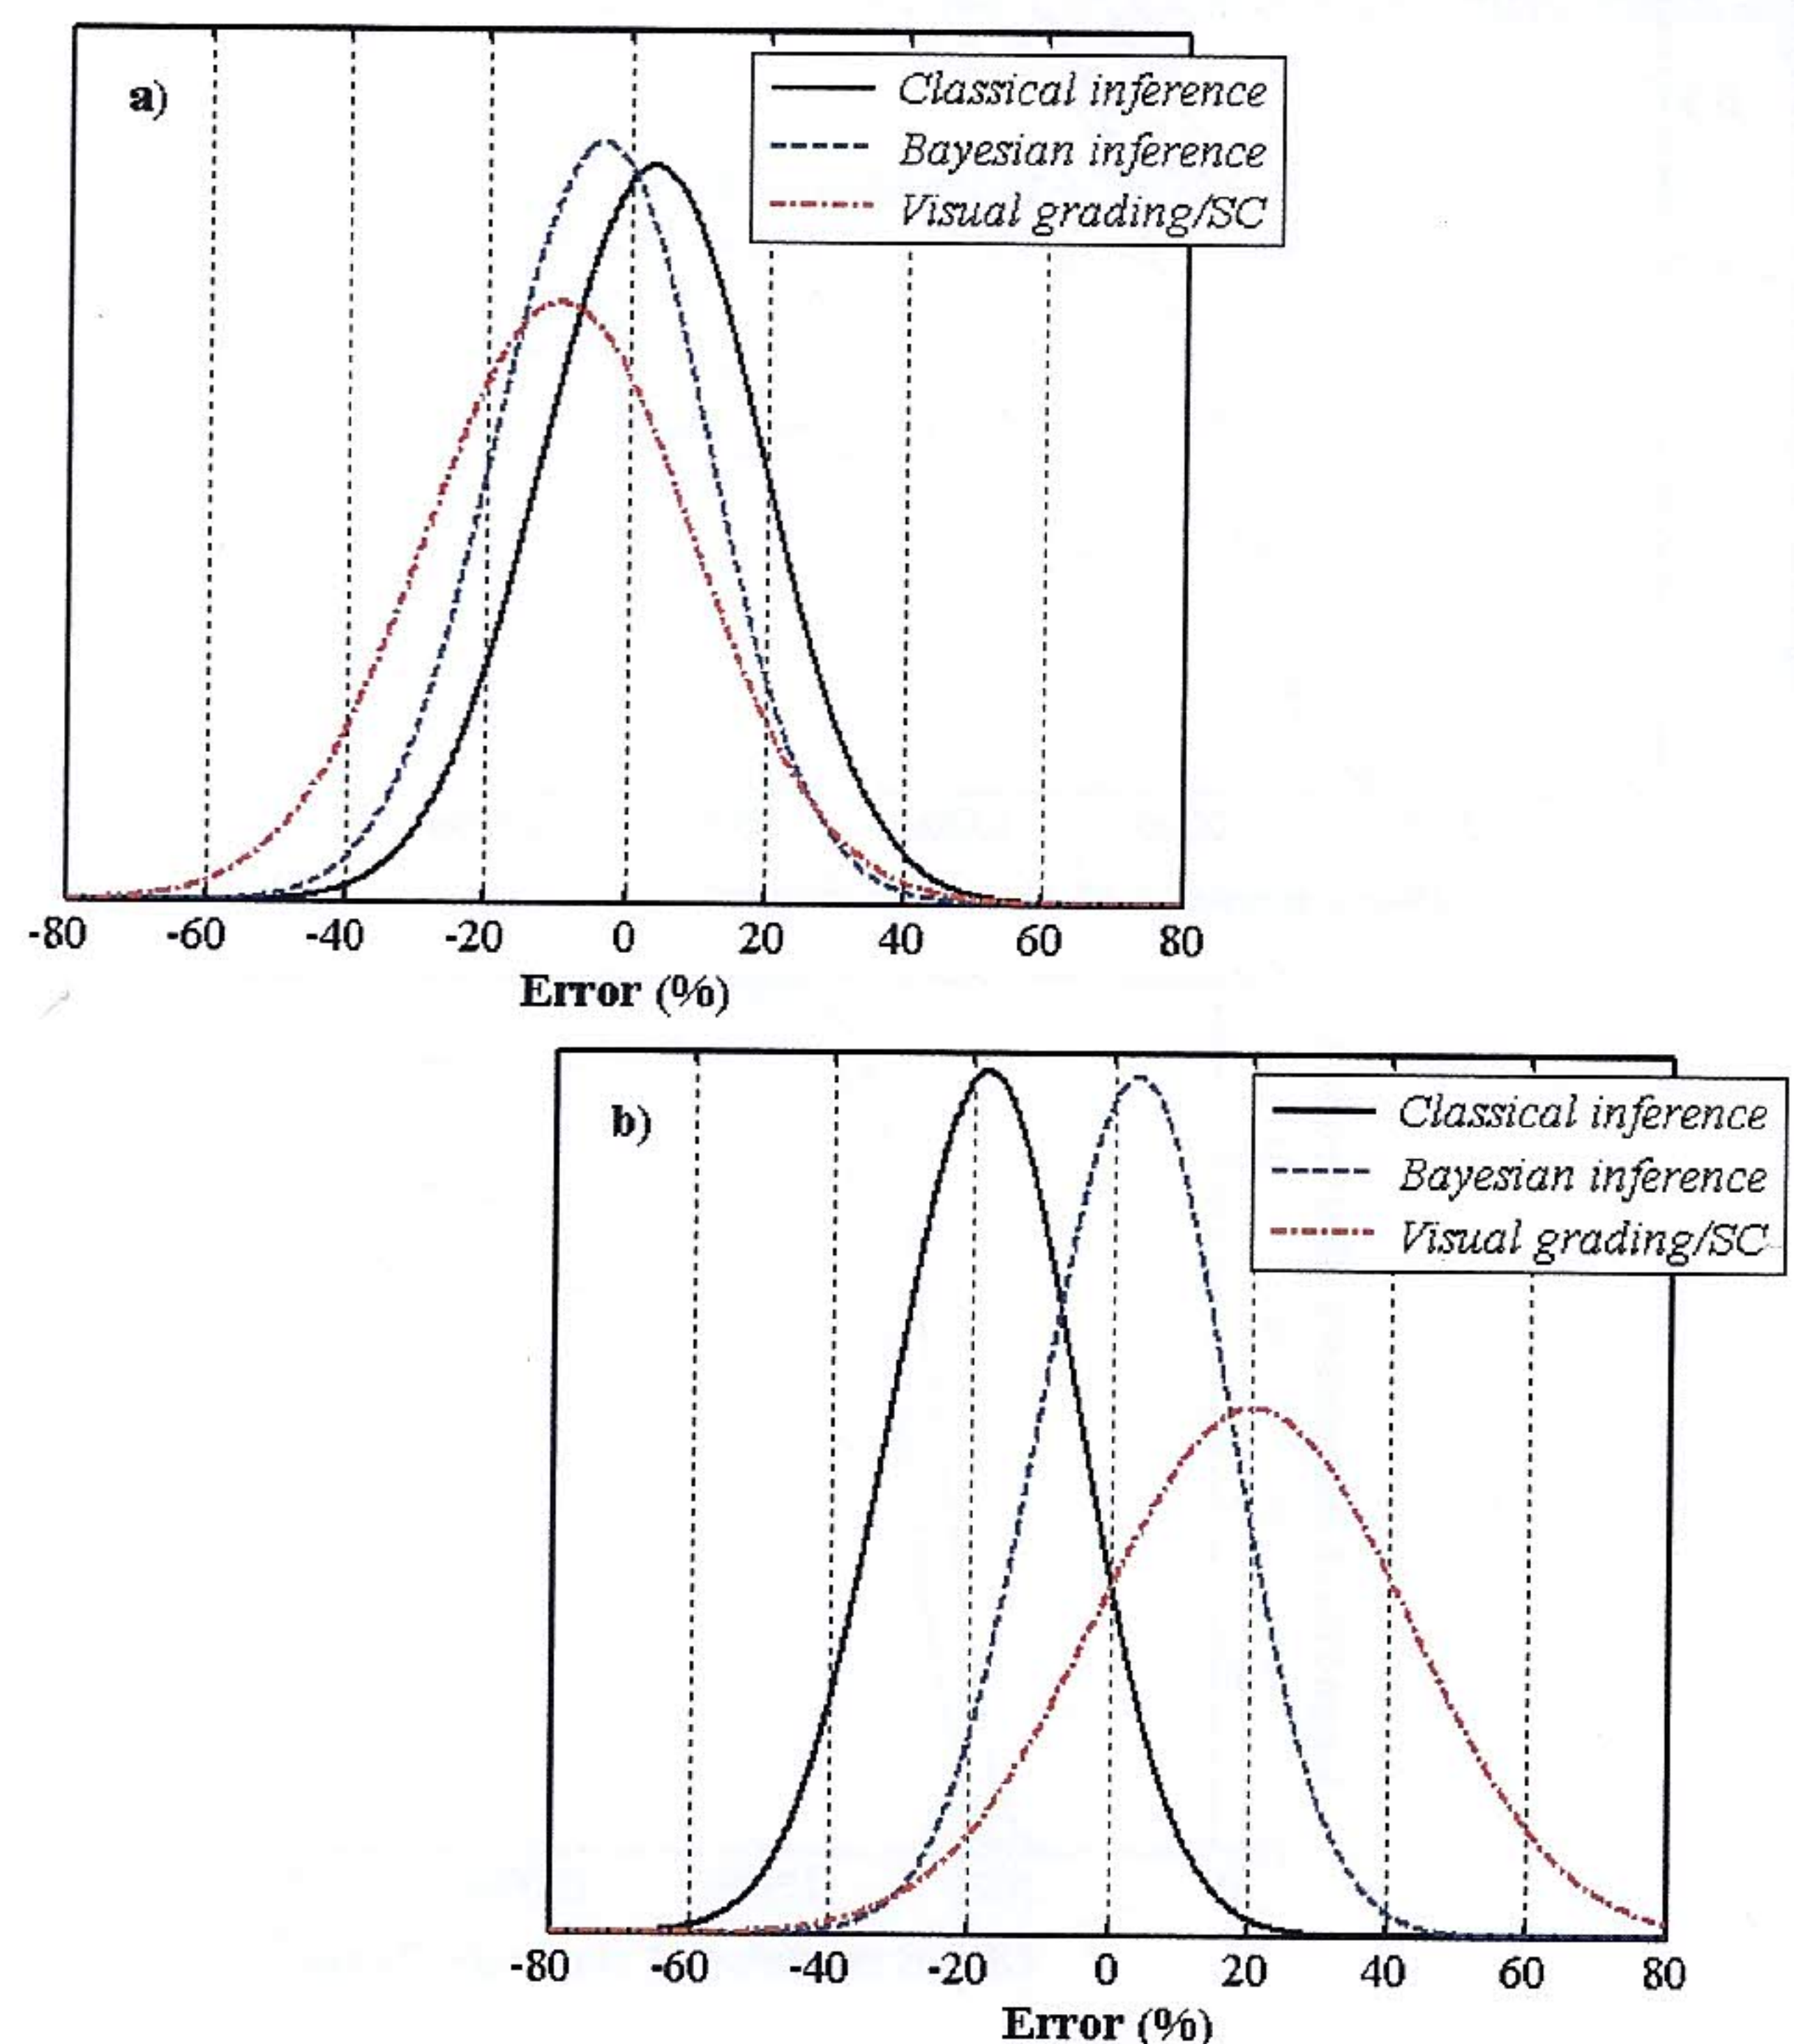 a)
Classical inference
Bayesian inference
Visual grading/SC
-80 -60 -40 -20 0 20 40 60 80
Error (%)
b)
Classical inference
Bayesian inference
Visual grading/SC
-80 -60 -40 -20 0 20 40 60 80
Error (%)